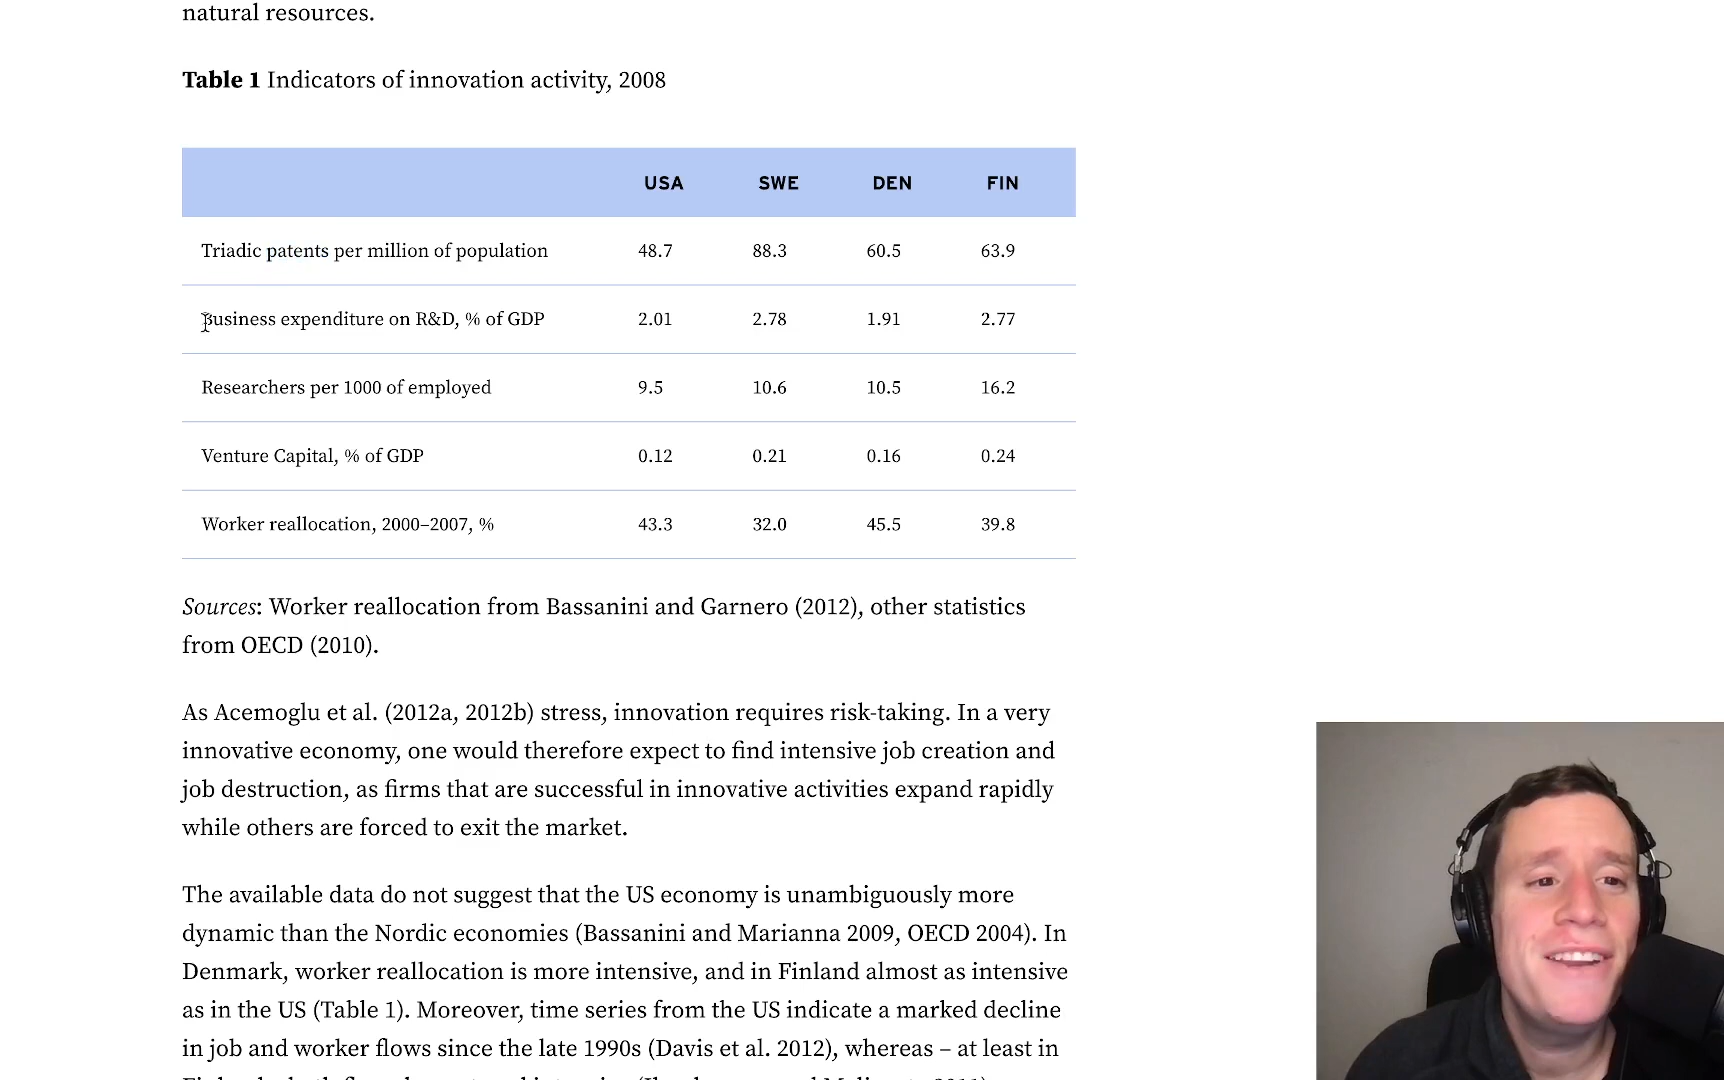 natural resources.
Table 1 Indicators of innovation activity, 2008
USA SWE DEN FIN
Triadic patents per million of population 48.7 88.3 60.5 63.9
Business expenditure on R&D, % of GDP 2.01 2.78 1.91 2.77
Researchers per 1000 of employed 9.5 10.6 10.5 16.2
Venture Capital, % of GDP 0.12 0.21 0.16 0.24
Worker reallocation, 2000–2007, % 43.3 32.0 45.5 39.8
Sources: Worker reallocation from Bassanini and Garnero (2012), other statistics
from OECD (2010).
As Acemoglu et al. (2012a, 2012b) stress, innovation requires risk-taking. In a very
innovative economy, one would therefore expect to find intensive job creation and
job destruction, as firms that are successful in innovative activities expand rapidly
while others are forced to exit the market.
The available data do not suggest that the US economy is unambiguously more
dynamic than the Nordic economies (Bassanini and Marianna 2009, OECD 2004). In
Denmark, worker reallocation is more intensive, and in Finland almost as intensive
as in the US (Table 1). Moreover, time series from the US indicate a marked decline
in job and worker flows since the late 1990s (Davis et al. 2012), whereas – at least in